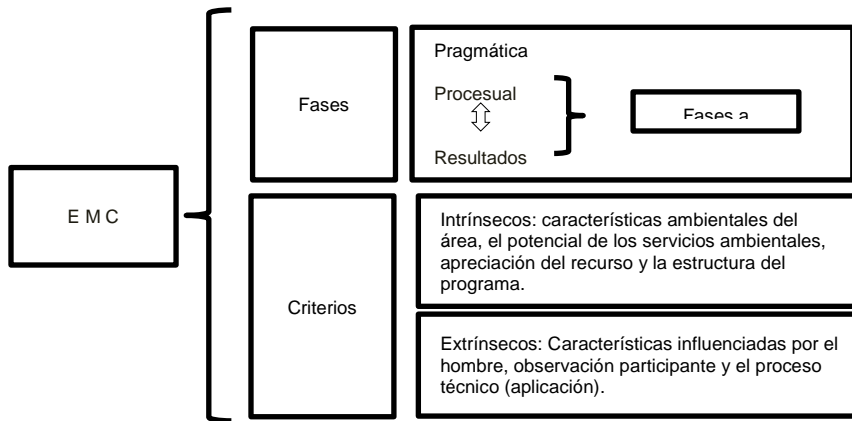 E M C
Fases
Pragmática
Procesual
Resultados
Fases a
Criterios
Intrínsecos: características ambientales del
área, el potencial de los servicios ambientales,
apreciación del recurso y la estructura del
programa.
Extrínsecos: Características influenciadas por el
hombre, observación participante y el proceso
técnico (aplicación).